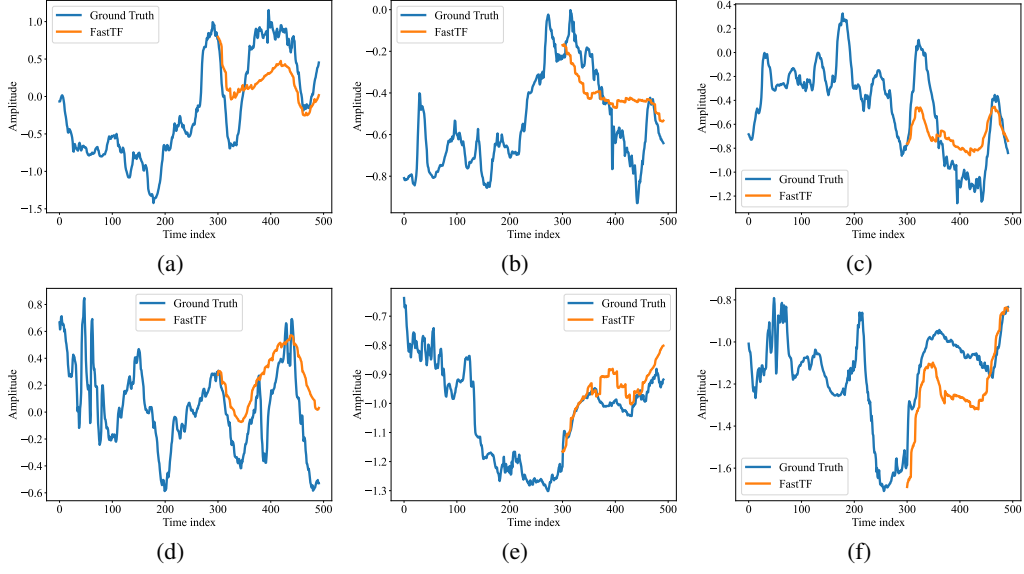 Ground Truth
FastTF
Amplitude
1.0
0.5
0.0
−0.5
−1.0
−1.5
0
100
200
300
400
500
Time index
(a)
Ground Truth
FastTF
Amplitude
0.0
−0.2
−0.4
−0.6
−0.8
0
100
200
300
400
500
Time index
(b)
Amplitude
0.4
0.2
0.0
−0.2
−0.4
−0.6
−0.8
−1.0
−1.2
Ground Truth
FastTF
0
100
200
300
400
500
Time index
(c)
Ground Truth
FastTF
Amplitude
0.8
0.6
0.4
0.2
0.0
−0.2
−0.4
−0.6
0
100
200
300
400
500
Time index
(d)
Ground Truth
FastTF
Amplitude
−0.7
−0.8
−0.9
−1.0
−1.1
−1.2
−1.3
0
100
200
300
400
500
Time index
(e)
Amplitude
−0.8
−1.0
−1.2
−1.4
−1.6
Ground Truth
FastTF
0
100
200
300
400
500
Time index
(f)